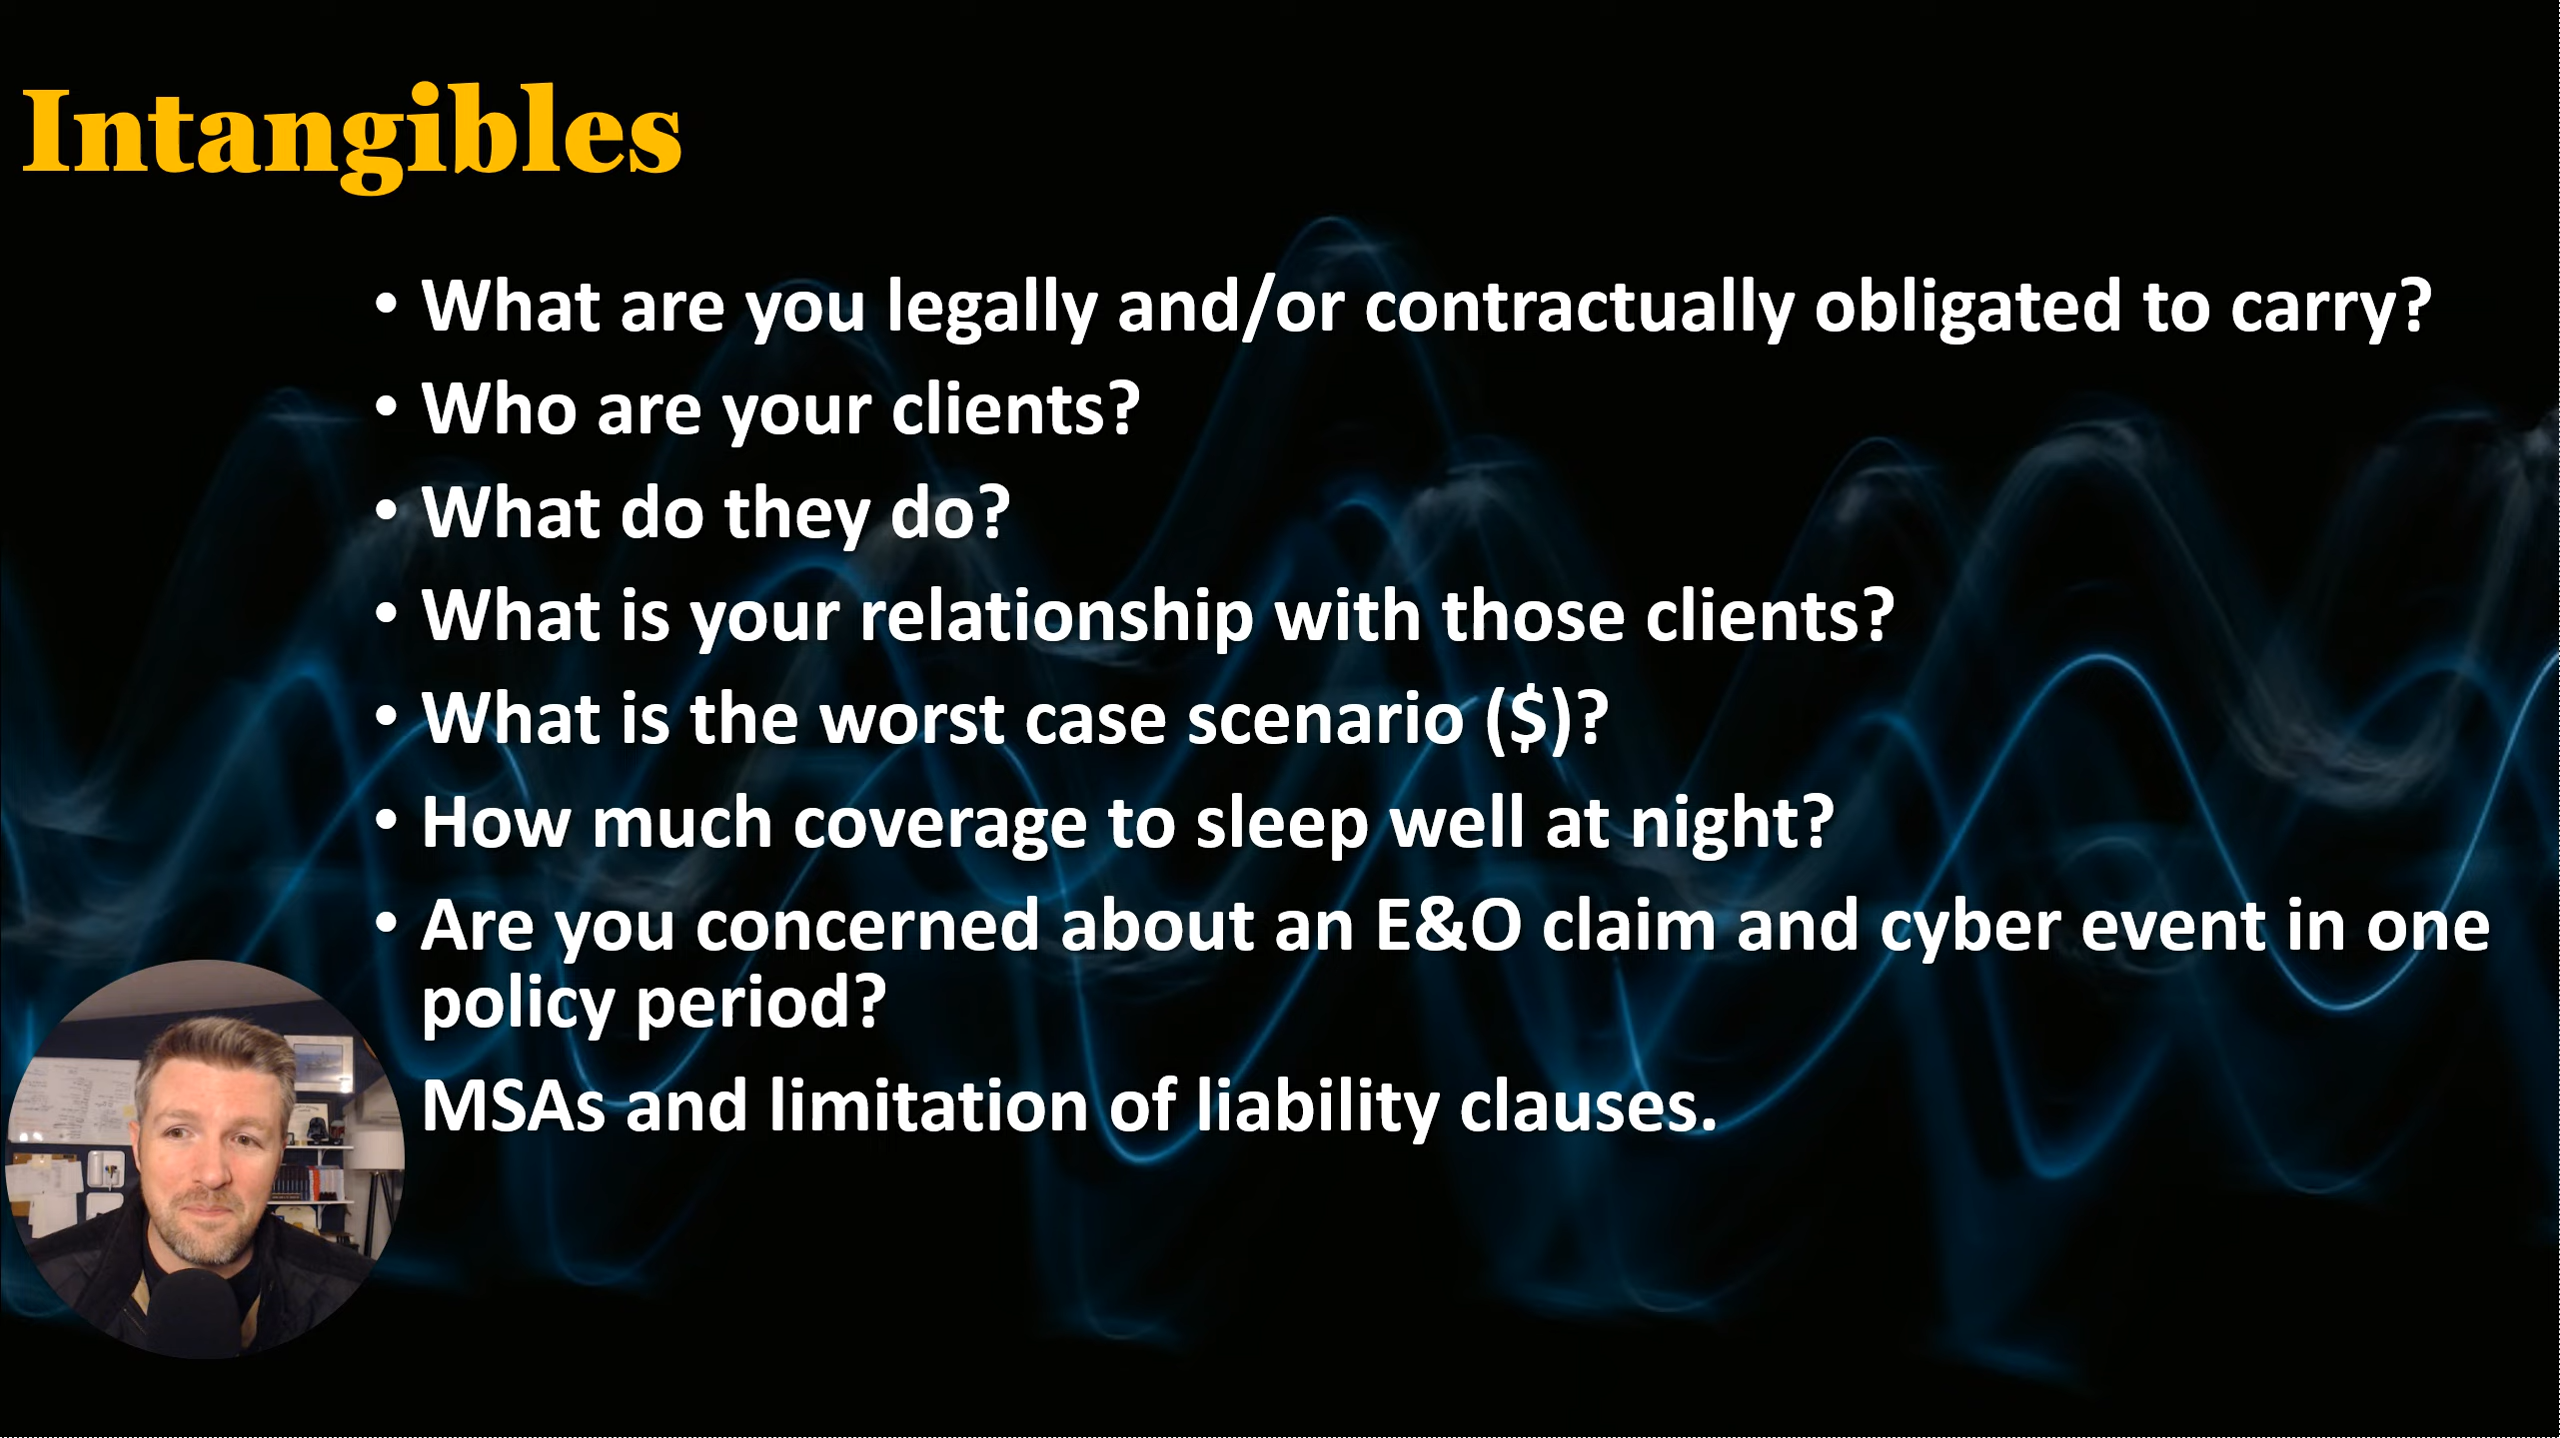 Intangibles
• What are you legally and/or contractually obligated to carry?
• Who are your clients?
• What do they do?
• What is your relationship with those clients?
• What is the worst case scenario ($)?
• How much coverage to sleep well at night?
• Are you concerned about an E&O claim and cyber event in one
policy period?
MSAs and limitation of liability clauses.